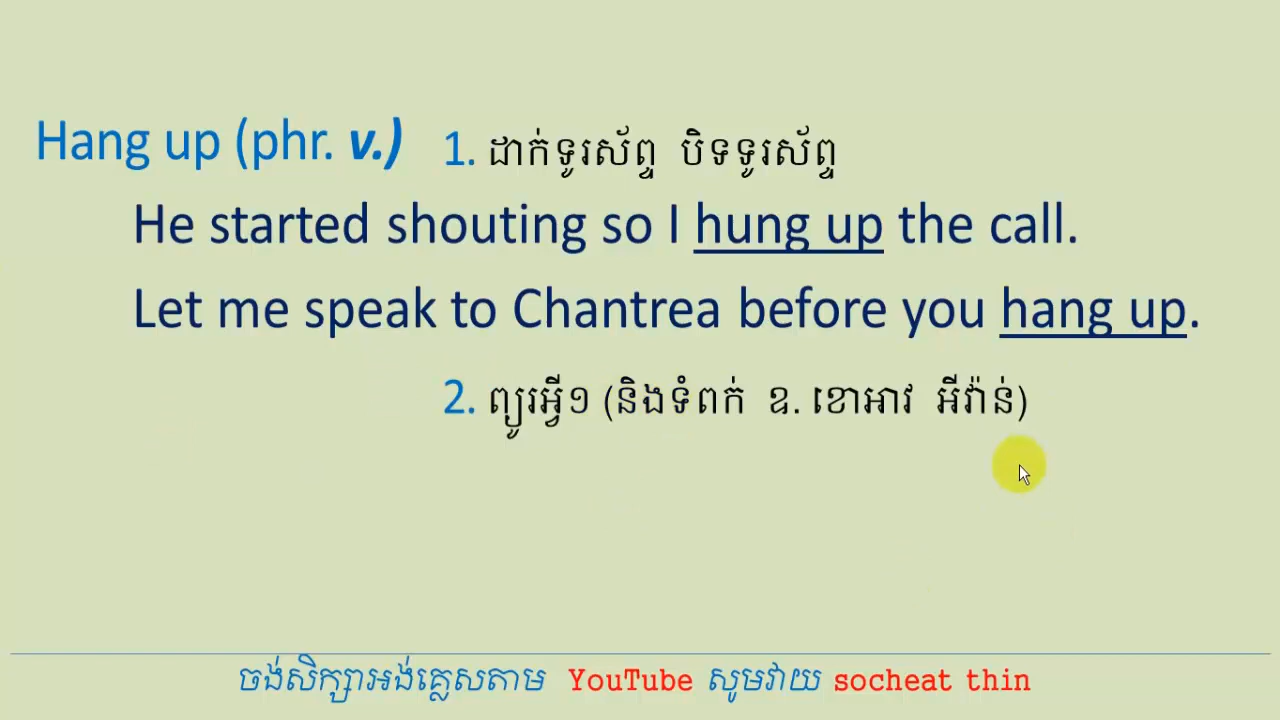 Hang up (phr. v.) 1. ដាក់ទូរស័ព្ទ បិទទូរស័ព្ទ
He started shouting so I hung up the call.
Let me speak to Chantrea before you hang up.
2. ព្យួរអ្វី១ (និងទំពក់ ឧ. ខោអាវ អីវ៉ាន់)
ចង់សិក្សាអង់គ្លេសតាម YouTube សូមវាយ socheat thin